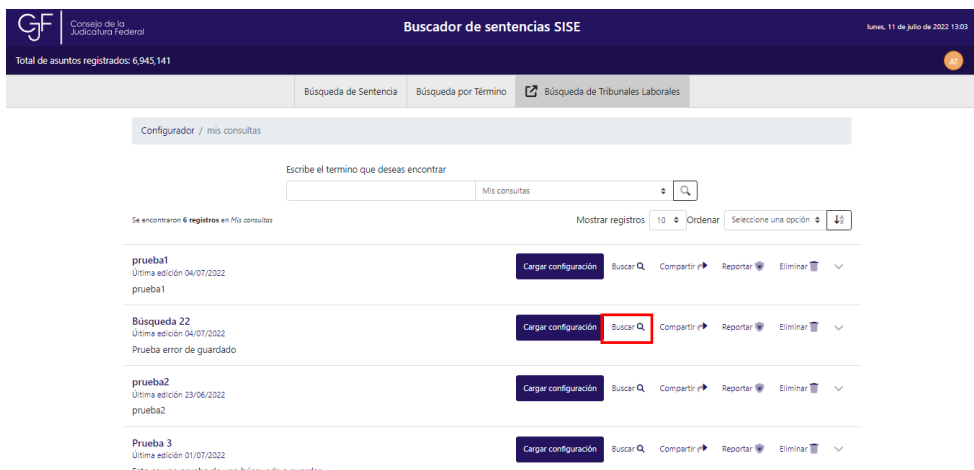 CJF
Consejo de la
Judicatura Federal
Buscador de sentencias SISE
lunes, 11 de julio de 2022 13:03
Total de asuntos registrados: 6,945,141
AT
Búsqueda de Sentencia Búsqueda por Término Búsqueda de Tribunales Laborales
Configurador / mis consultas
Escribe el termino que deseas encontrar
Mis consultas
Se encontraron 6 registros en Mis consultas Mostrar registros 10 Ordenar Seleccione una opción
prueba1
Última edición 04/07/2022
prueba1
Cargar configuración Buscar Compartir Reportar Eliminar
Búsqueda 22
Última edición 04/07/2022
Prueba error de guardado
Cargar configuración Buscar Compartir Reportar Eliminar
prueba2
Última edición 23/06/2022
prueba2
Cargar configuración Buscar Compartir Reportar Eliminar
Prueba 3
Última edición 01/07/2022
Cargar configuración Buscar Compartir Reportar Eliminar